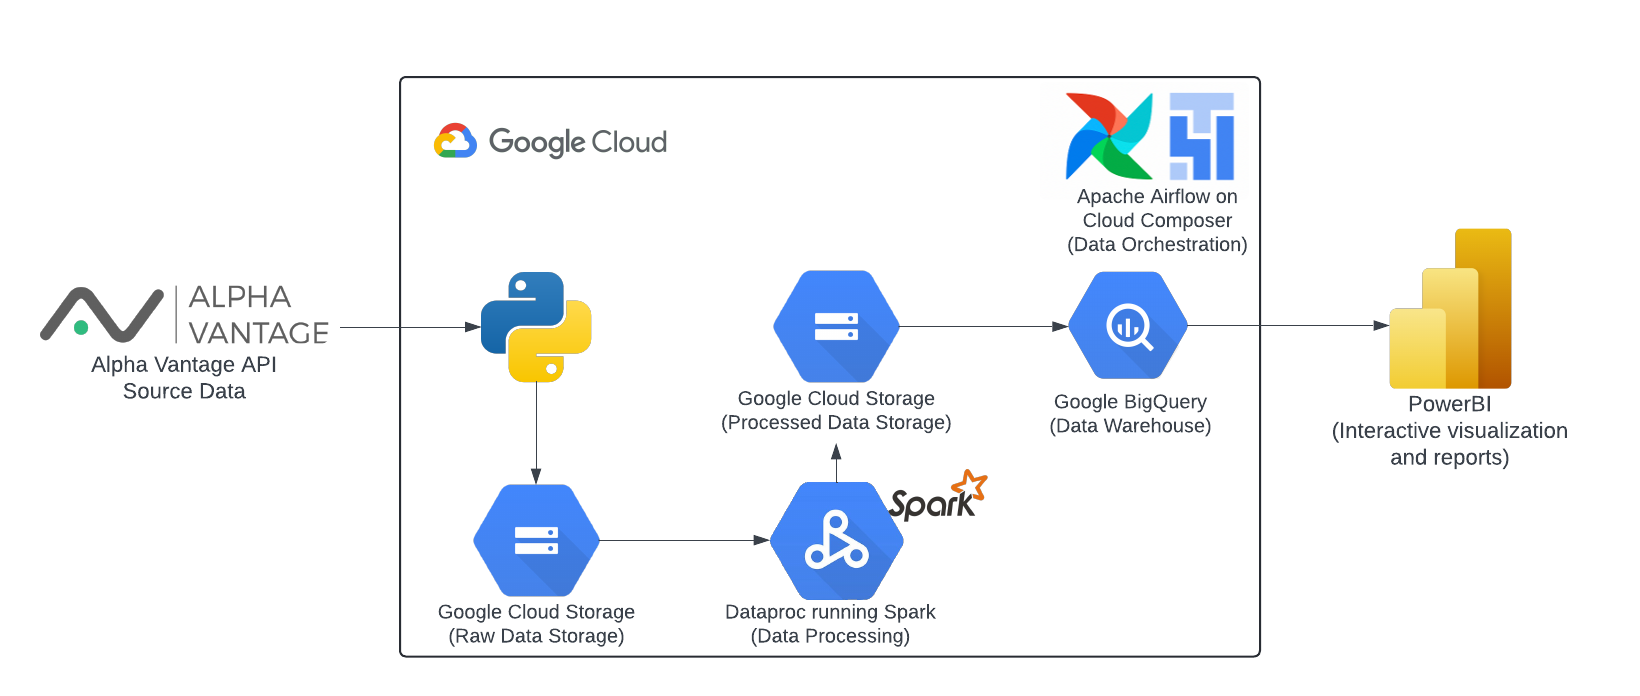 Google Cloud
Apache Airflow on
Cloud Composer
(Data Orchestration)
ALPHA
VANTAGE
Alpha Vantage API
Source Data
Google Cloud Storage
(Processed Data Storage)
Google BigQuery
(Data Warehouse)
PowerBI
(Interactive visualization
and reports)
Spark
Google Cloud Storage
(Raw Data Storage)
Dataproc running Spark
(Data Processing)